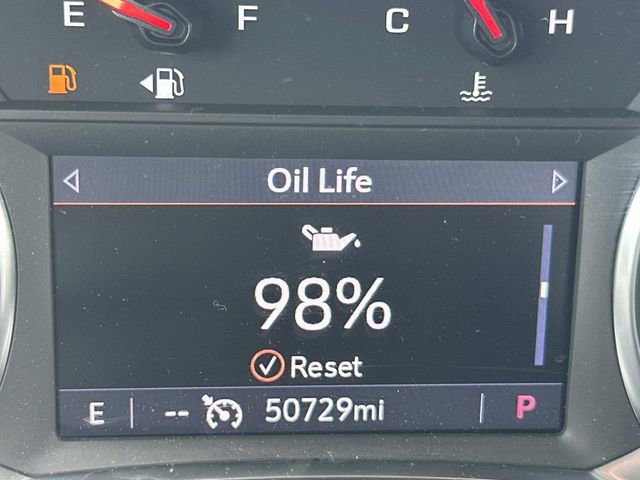 E F C H
Oil Life
98%
Reset
E -- 50729mi P